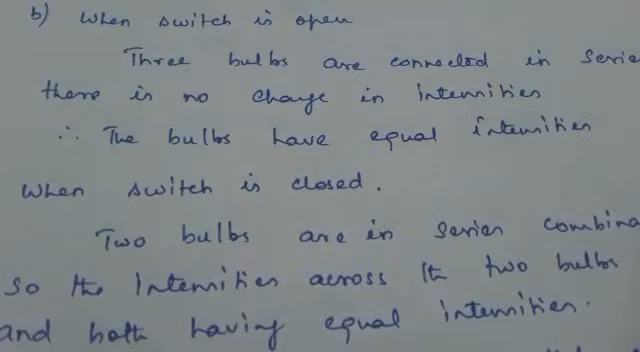 b) When switch is open
Three bulbs are connected in Serie
there is no change in intensities
∴ The bulbs have equal intensities
When switch is closed.
Two bulbs are in series combina
so the Intensities across the two bulbs
and both having equal intensities.